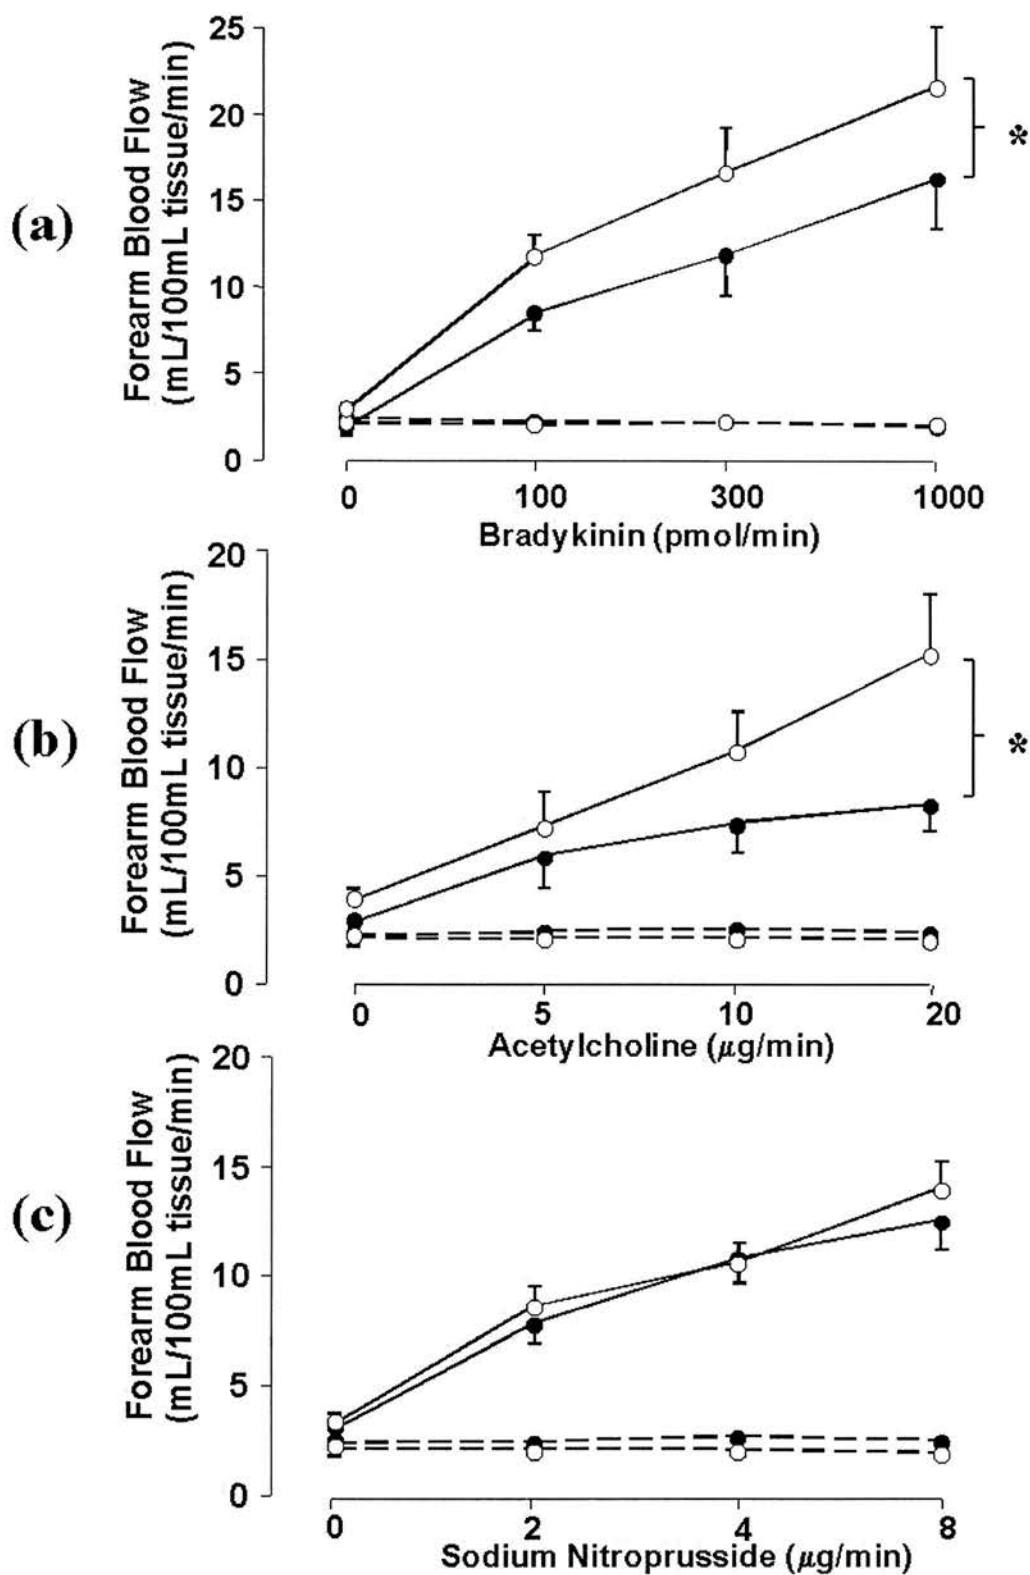 (a)
Forearm Blood Flow
(mL/100mL tissue/min)
25
20
15
10
5
0
*
0 100 300 1000
Bradykinin (pmol/min)
(b)
Forearm Blood Flow
(mL/100mL tissue/min)
20
15
10
5
0
*
0 5 10 20
Acetylcholine (μg/min)
(c)
Forearm Blood Flow
(mL/100mL tissue/min)
20
15
10
5
0
0 2 4 8
Sodium Nitroprusside (μg/min)